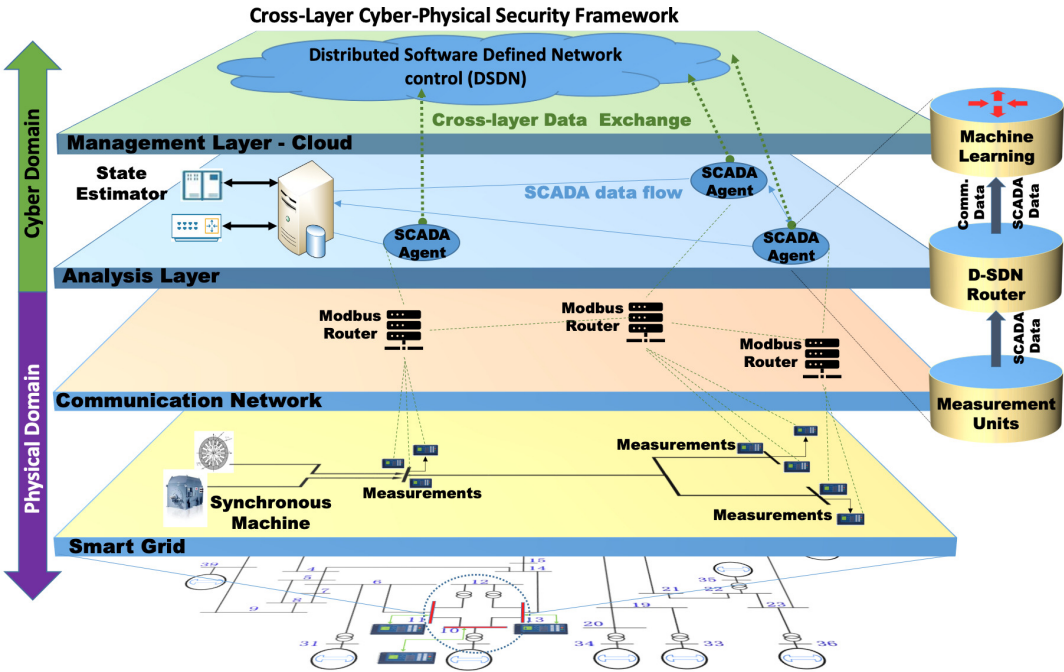 Cross-Layer Cyber-Physical Security Framework
Distributed Software Defined Network
control (DSDN)
Cross-layer Data Exchange
Management Layer - Cloud
Cyber Domain
State
Estimator
SCADA
Agent
SCADA data flow
SCADA
Agent
SCADA
Agent
Analysis Layer
Machine
Learning
Comm.
Data
SCADA
Data
D-SDN
Router
SCADA
Data
Measurement
Units
Physical Domain
Modbus
Router
Modbus
Router
Modbus
Router
Communication Network
Measurements
Measurements
Measurements
Synchronous
Machine
Smart Grid
39
4
5
6
7
8
9
15
14
12
11
10
13
31
20
34
33
36
35
21
22
19
23